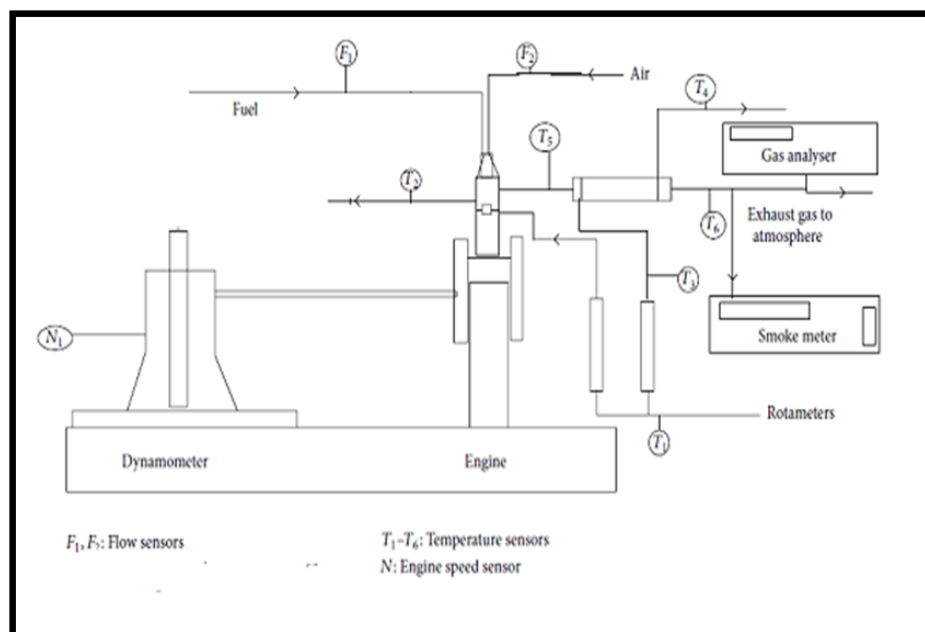 F₁
F₂
Air
Fuel
T₄
T₅
Gas analyser
T₂
T₆
Exhaust gas to
atmosphere
T₃
N₁
Smoke meter
Rotameters
T₁
Dynamometer
Engine
F₁, F₂: Flow sensors
T₁–T₆: Temperature sensors
N: Engine speed sensor